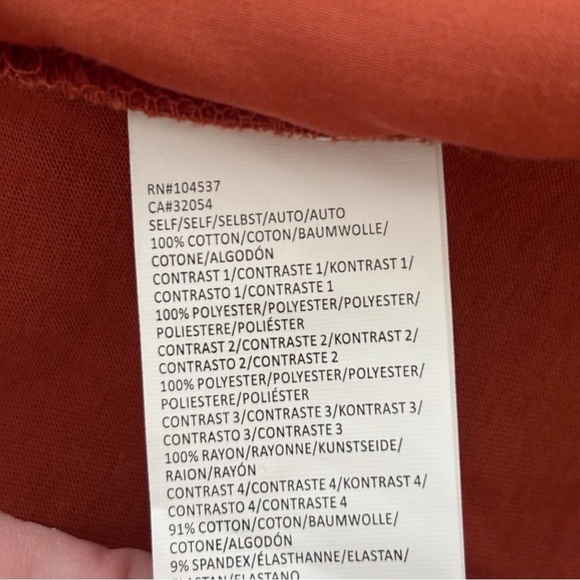 RN#104537
CA#32054
SELF/SELF/SELBST/AUTO/AUTO
100% COTTON/COTON/BAUMWOLLE/
COTONE/ALGODÓN
CONTRAST 1/CONTRASTE 1/KONTRAST 1/
CONTRASTO 1/CONTRASTE 1
100% POLYESTER/POLYESTER/POLYESTER/
POLIESTERE/POLIÉSTER
CONTRAST 2/CONTRASTE 2/KONTRAST 2/
CONTRASTO 2/CONTRASTE 2
100% POLYESTER/POLYESTER/POLYESTER/
POLIESTERE/POLIÉSTER
CONTRAST 3/CONTRASTE 3/KONTRAST 3/
CONTRASTO 3/CONTRASTE 3
100% RAYON/RAYONNE/KUNSTSEIDE/
RAION/RAYÓN
CONTRAST 4/CONTRASTE 4/KONTRAST 4/
CONTRASTO 4/CONTRASTE 4
91% COTTON/COTON/BAUMWOLLE/
COTONE/ALGODÓN
9% SPANDEX/ÉLASTHANNE/ELASTAN/
ELASTAN/ELASTANO